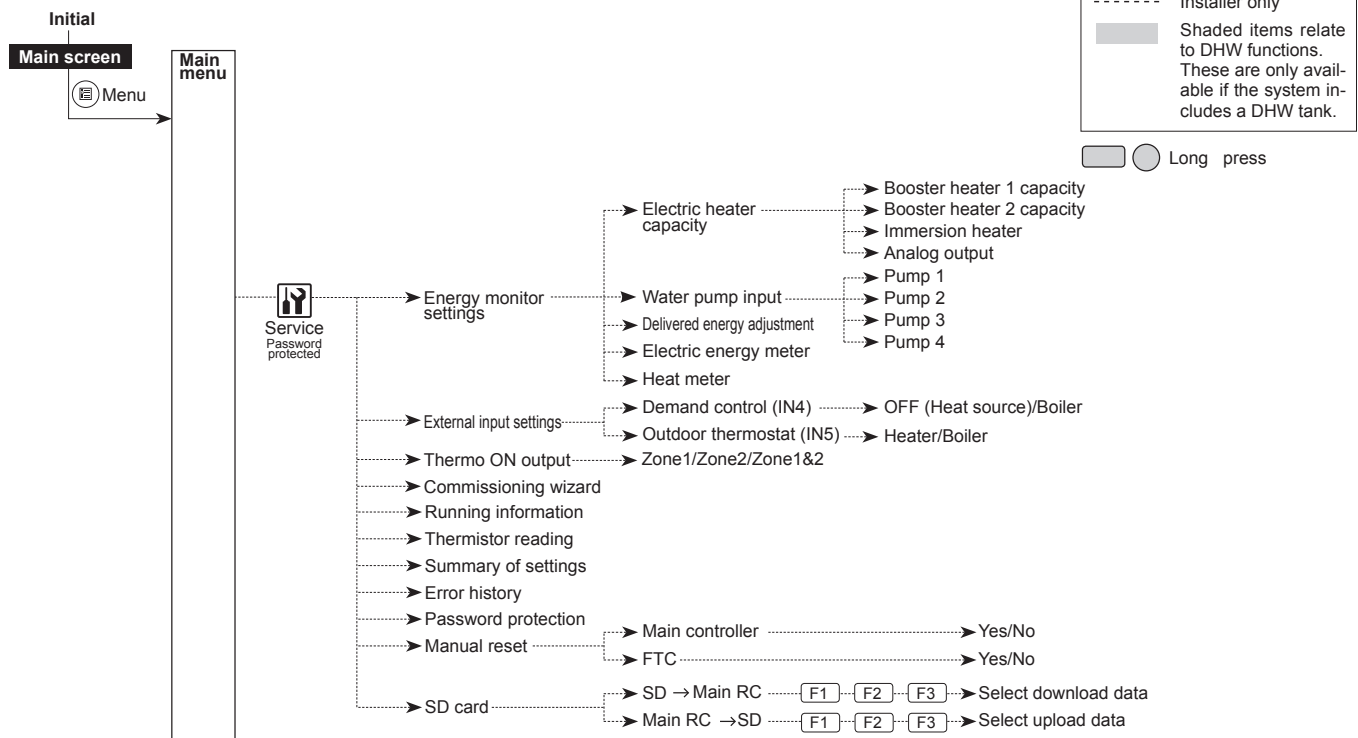 Initial
Main screen
Menu
Main
menu
Service
Password
protected
Energy monitor
settings
Electric heater
capacity
Booster heater 1 capacity
Booster heater 2 capacity
Immersion heater
Analog output
Water pump input
Pump 1
Pump 2
Pump 3
Pump 4
Delivered energy adjustment
Electric energy meter
Heat meter
External input settings
Demand control (IN4)
OFF (Heat source)/Boiler
Outdoor thermostat (IN5)
Heater/Boiler
Thermo ON output
Zone1/Zone2/Zone1&2
Commissioning wizard
Running information
Thermistor reading
Summary of settings
Error history
Password protection
Manual reset
Main controller
Yes/No
FTC
Yes/No
SD card
SD → Main RC
F1 F2 F3
Select download data
Main RC → SD
F1 F2 F3
Select upload data
Installer only
Shaded items relate
to DHW functions.
These are only avail-
able if the system in-
cludes a DHW tank.
Long press